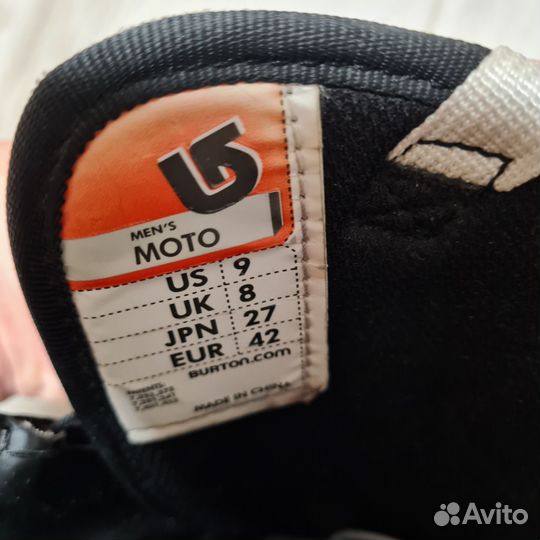 MEN'S
MOTO
US 9
UK 8
JPN 27
EUR 42
BURTON.COM
MADE IN CHINA
Avito